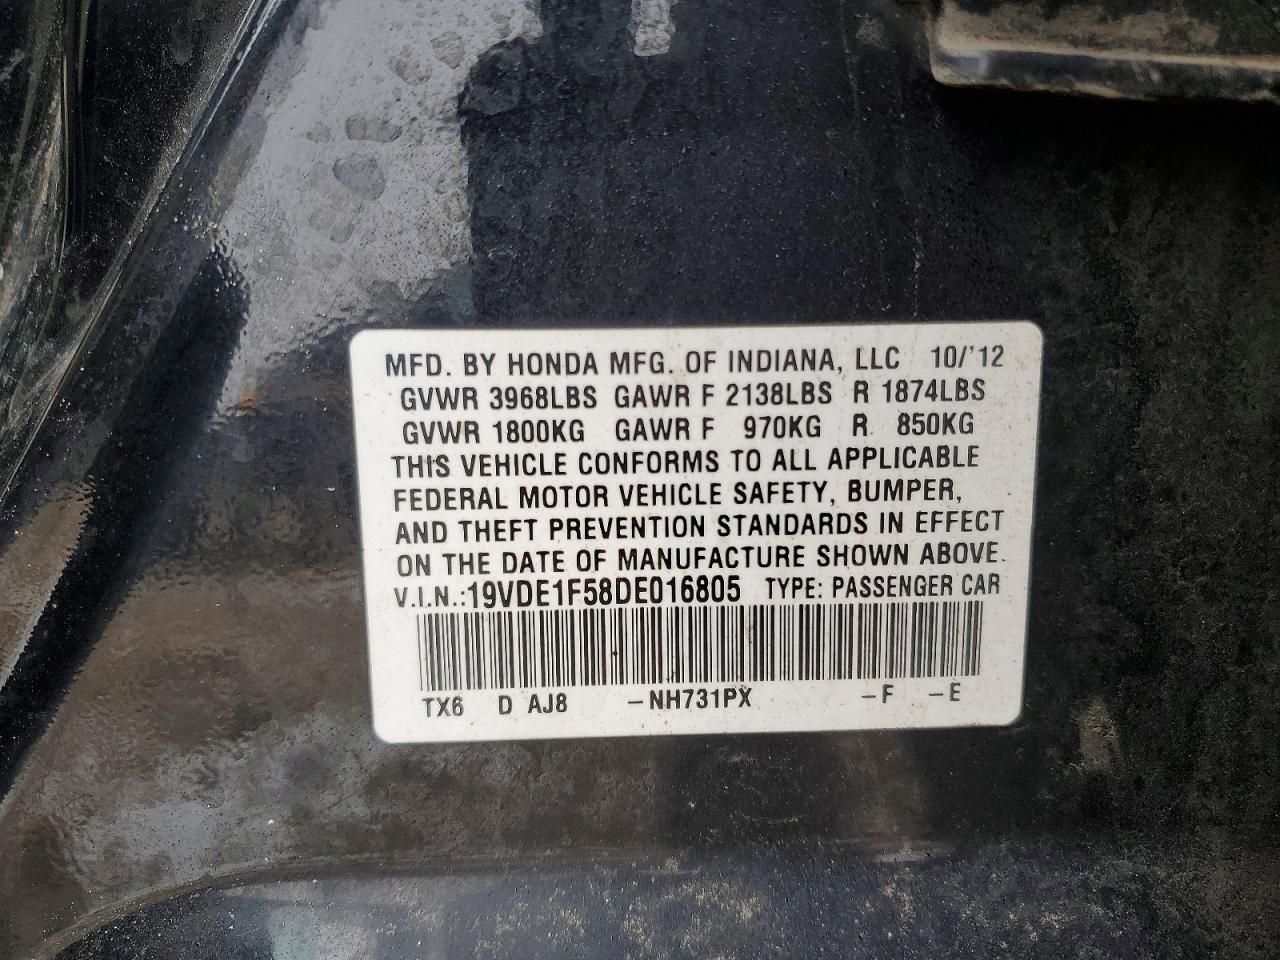 MFD. BY HONDA MFG. OF INDIANA, LLC 10/'12
GVWR 3968LBS GAWR F 2138LBS R 1874LBS
GVWR 1800KG GAWR F 970KG R 850KG
THIS VEHICLE CONFORMS TO ALL APPLICABLE
FEDERAL MOTOR VEHICLE SAFETY, BUMPER,
AND THEFT PREVENTION STANDARDS IN EFFECT
ON THE DATE OF MANUFACTURE SHOWN ABOVE.
V.I.N.:19VDE1F58DE016805 TYPE: PASSENGER CAR
TX6 D AJ8 -NH731PX -F -E